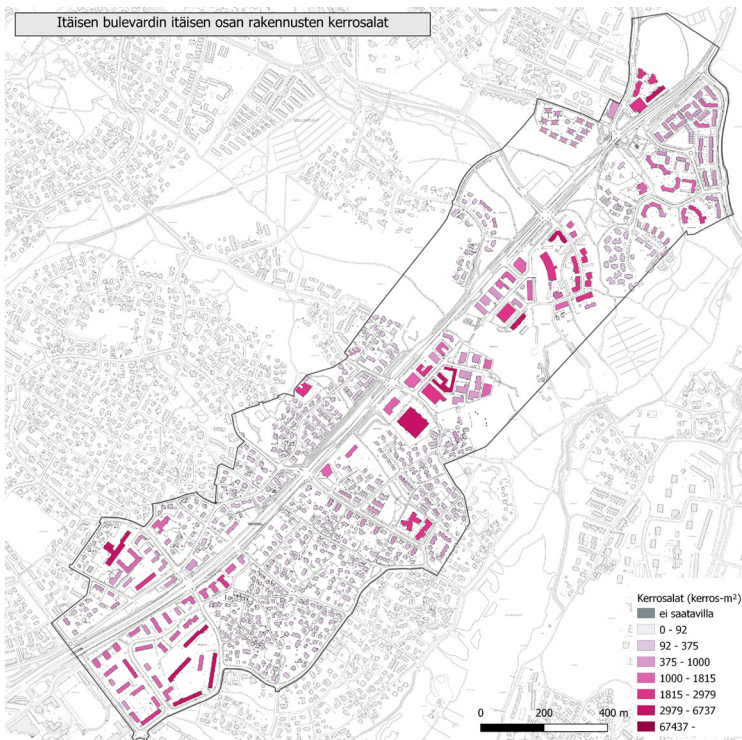 Itäisen bulevardin itäisen osan rakennusten kerrosalat
Kerrosalat (kerros-m²)
ei saatavilla
0 - 92
92 - 375
375 - 1000
1000 - 1815
1815 - 2979
2979 - 6737
67437 -
0 200 400 m